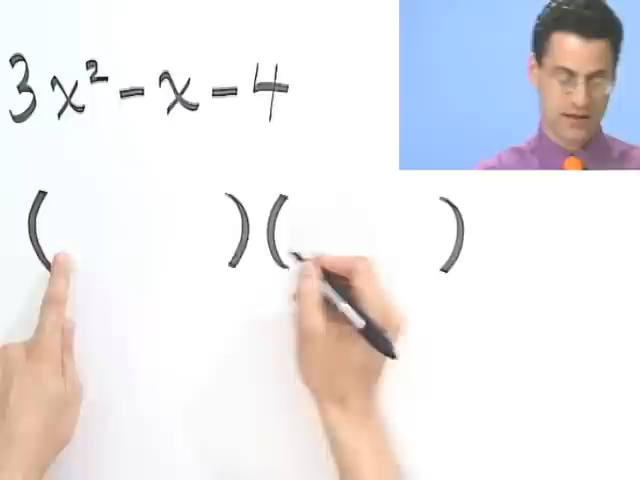 3x² - x - 4
( ) ( )